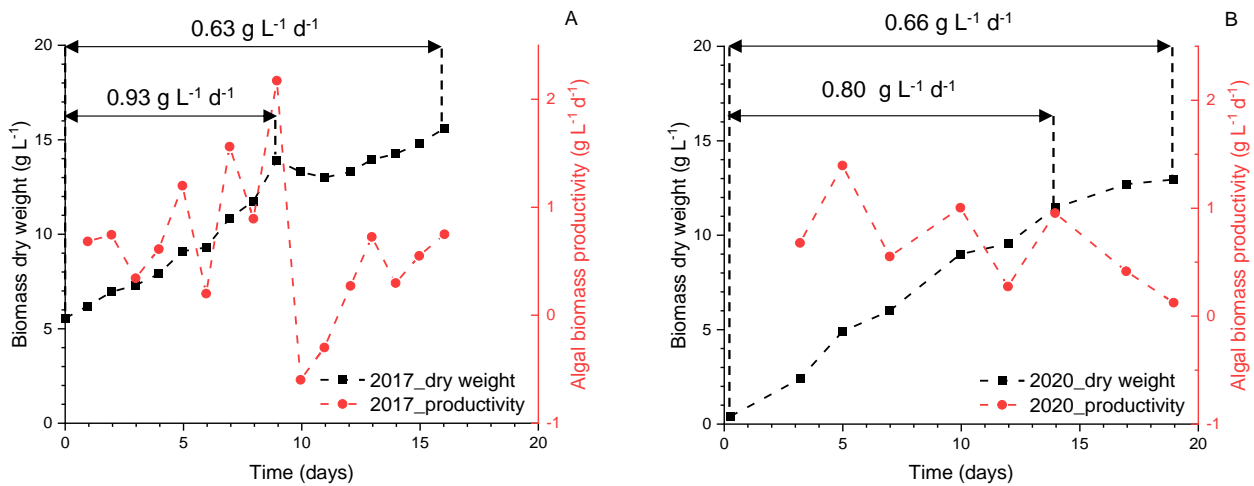 A
0.63 g L⁻¹ d⁻¹
0.93 g L⁻¹ d⁻¹
20
15
10
5
0
Biomass dry weight (g L⁻¹)
2
1
0
-1
Algal biomass productivity (g L⁻¹ d⁻¹)
2017_dry weight
2017_productivity
0 5 10 15 20
Time (days)
B
0.66 g L⁻¹ d⁻¹
0.80 g L⁻¹ d⁻¹
20
15
10
5
0
Biomass dry weight (g L⁻¹)
2
1
0
-1
Algal biomass productivity (g L⁻¹ d⁻¹)
2020_dry weight
2020_productivity
0 5 10 15 20
Time (days)